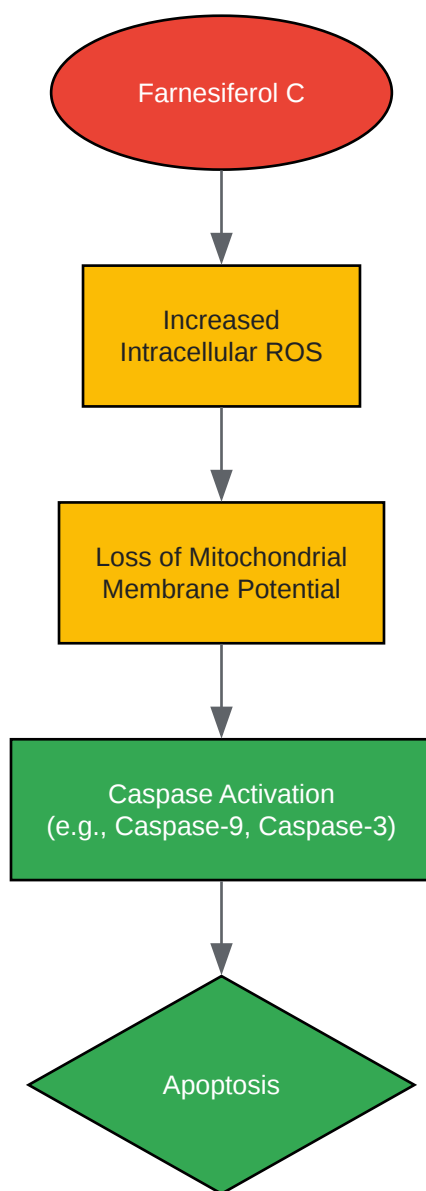 Farnesiferol C
Increased
Intracellular ROS
Loss of Mitochondrial
Membrane Potential
Caspase Activation
(e.g., Caspase-9, Caspase-3)
Apoptosis